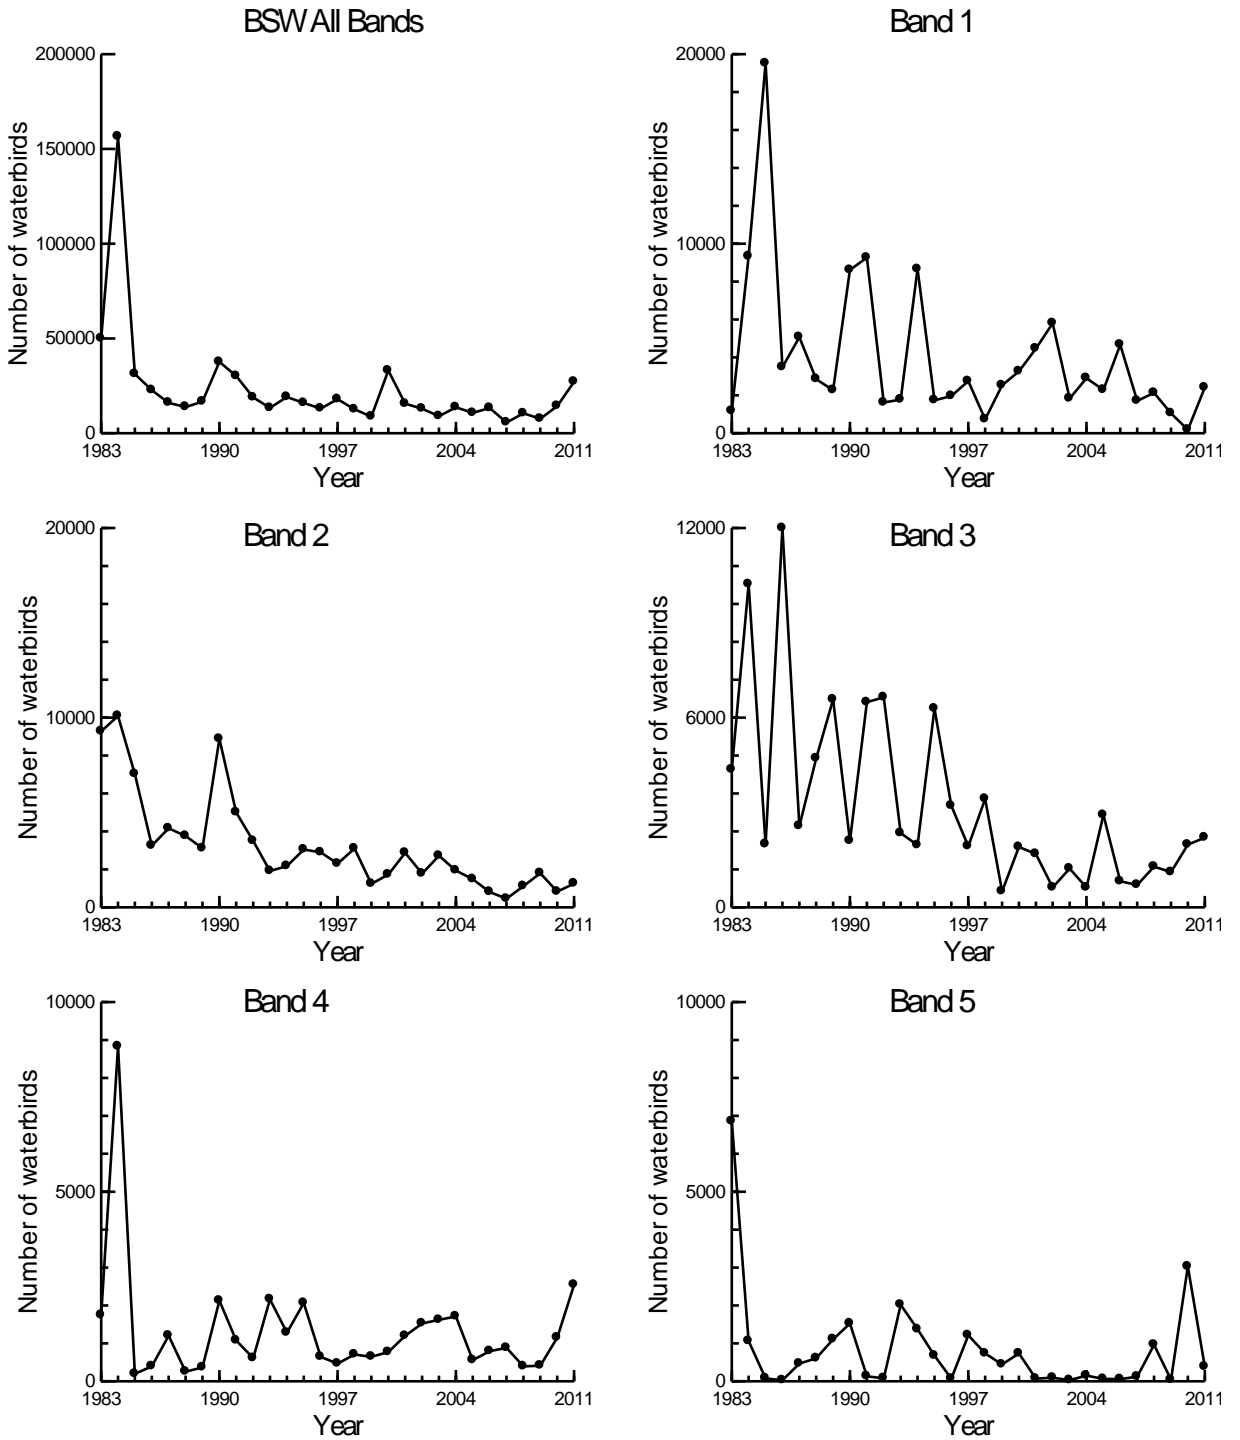 BSW All Bands
Number of waterbirds
200000
150000
100000
50000
0
1983 1990 1997 2004 2011
Year
Band 1
Number of waterbirds
20000
10000
0
1983 1990 1997 2004 2011
Year
Band 2
Number of waterbirds
20000
10000
0
1983 1990 1997 2004 2011
Year
Band 3
Number of waterbirds
12000
6000
0
1983 1990 1997 2004 2011
Year
Band 4
Number of waterbirds
10000
5000
0
1983 1990 1997 2004 2011
Year
Band 5
Number of waterbirds
10000
5000
0
1983 1990 1997 2004 2011
Year